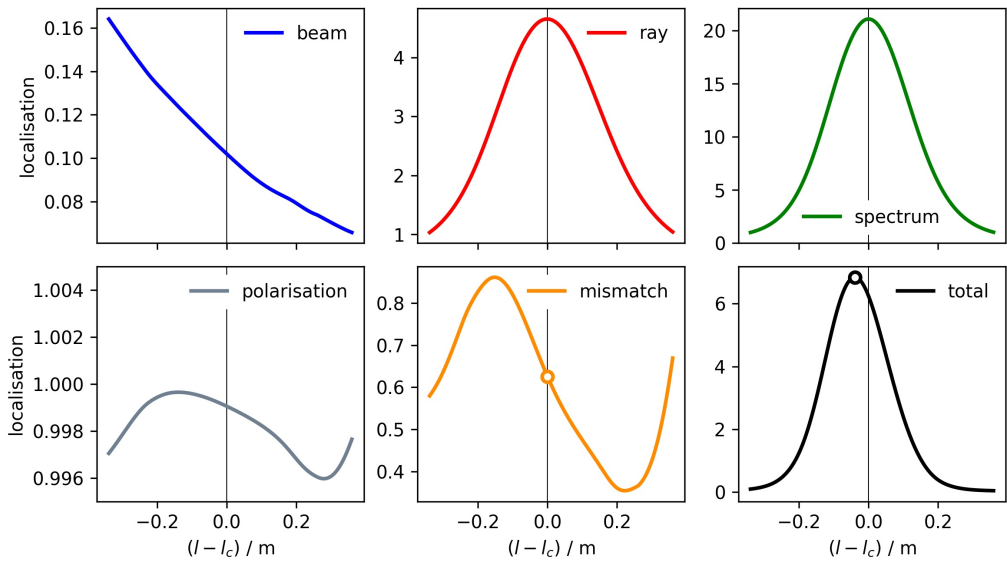 localisation
0.16
0.14
0.12
0.10
0.08
beam
4
3
2
1
ray
20
15
10
5
0
spectrum
localisation
1.004
1.002
1.000
0.998
0.996
polarisation
−0.2 0.0 0.2
(l − l_c) / m
0.8
0.7
0.6
0.5
0.4
mismatch
−0.2 0.0 0.2
(l − l_c) / m
6
4
2
0
total
−0.2 0.0 0.2
(l − l_c) / m